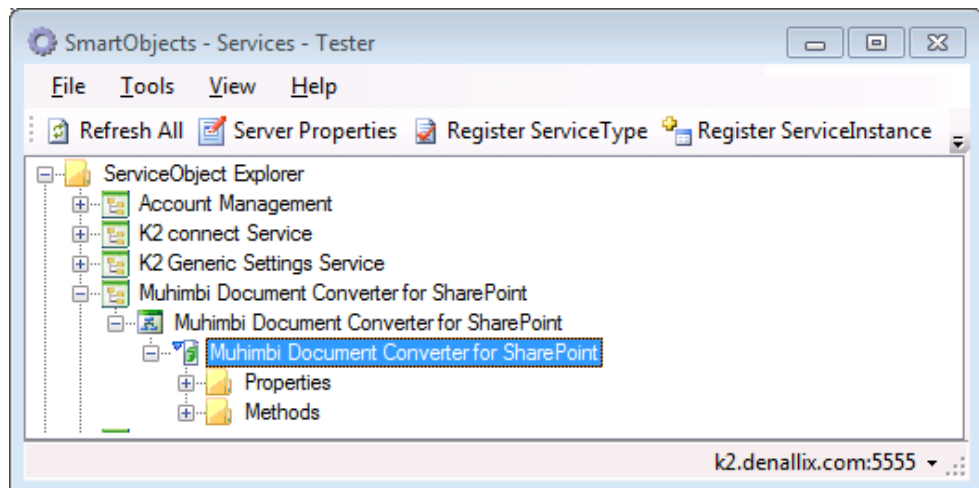 SmartObjects - Services - Tester
File Tools View Help
Refresh All Server Properties Register ServiceType Register ServiceInstance
ServiceObject Explorer
Account Management
K2 connect Service
K2 Generic Settings Service
Muhimbi Document Converter for SharePoint
Muhimbi Document Converter for SharePoint
Muhimbi Document Converter for SharePoint
Properties
Methods
k2.denallix.com:5555